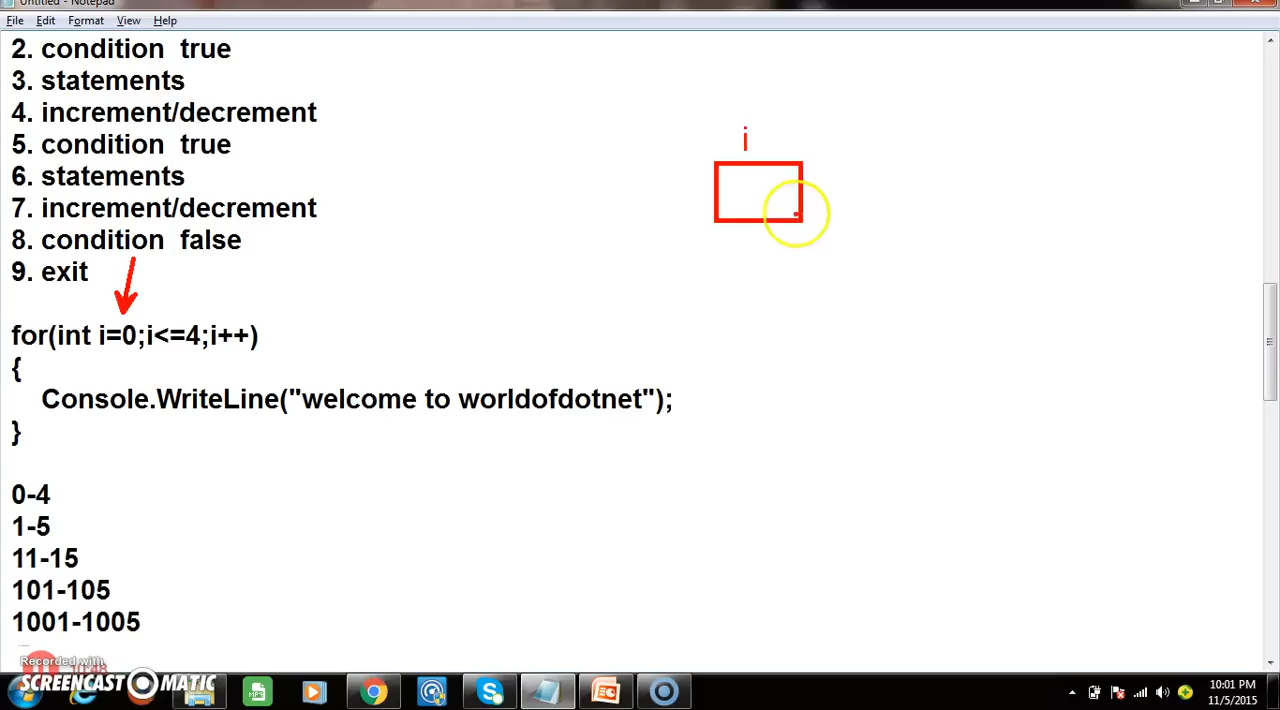 Untitled - Notepad
File Edit Format View Help
2. condition true
3. statements
4. increment/decrement
5. condition true
6. statements
7. increment/decrement
8. condition false
9. exit
i
for(int i=0;i<=4;i++)
{
Console.WriteLine("welcome to worldofdotnet");
}
0-4
1-5
11-15
101-105
1001-1005
Recorded with
SCREENCAST MATIC
10:01 PM
11/5/2015